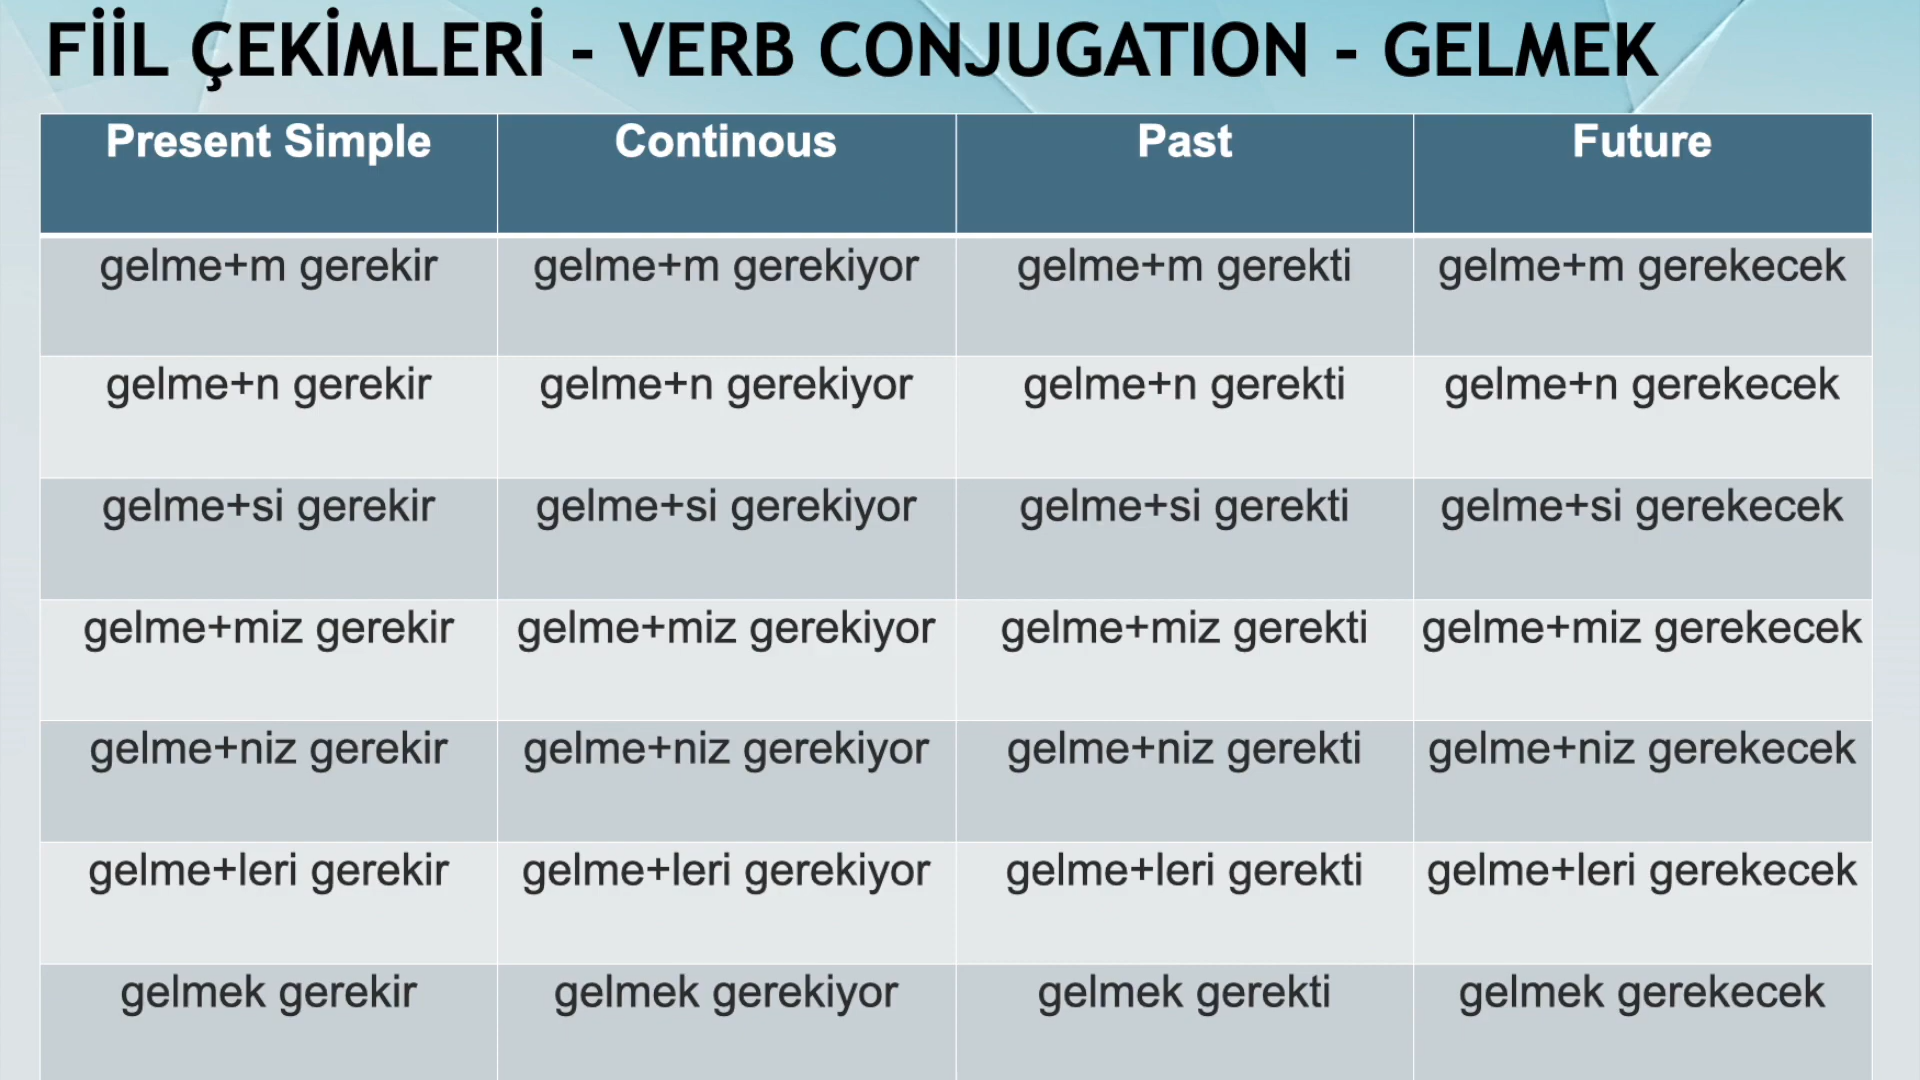 FİİL ÇEKİMLERİ - VERB CONJUGATION - GELMEK
Present Simple Continous Past Future
gelme+m gerekir gelme+m gerekiyor gelme+m gerekti gelme+m gerekecek
gelme+n gerekir gelme+n gerekiyor gelme+n gerekti gelme+n gerekecek
gelme+si gerekir gelme+si gerekiyor gelme+si gerekti gelme+si gerekecek
gelme+miz gerekir gelme+miz gerekiyor gelme+miz gerekti gelme+miz gerekecek
gelme+niz gerekir gelme+niz gerekiyor gelme+niz gerekti gelme+niz gerekecek
gelme+leri gerekir gelme+leri gerekiyor gelme+leri gerekti gelme+leri gerekecek
gelmek gerekir gelmek gerekiyor gelmek gerekti gelmek gerekecek